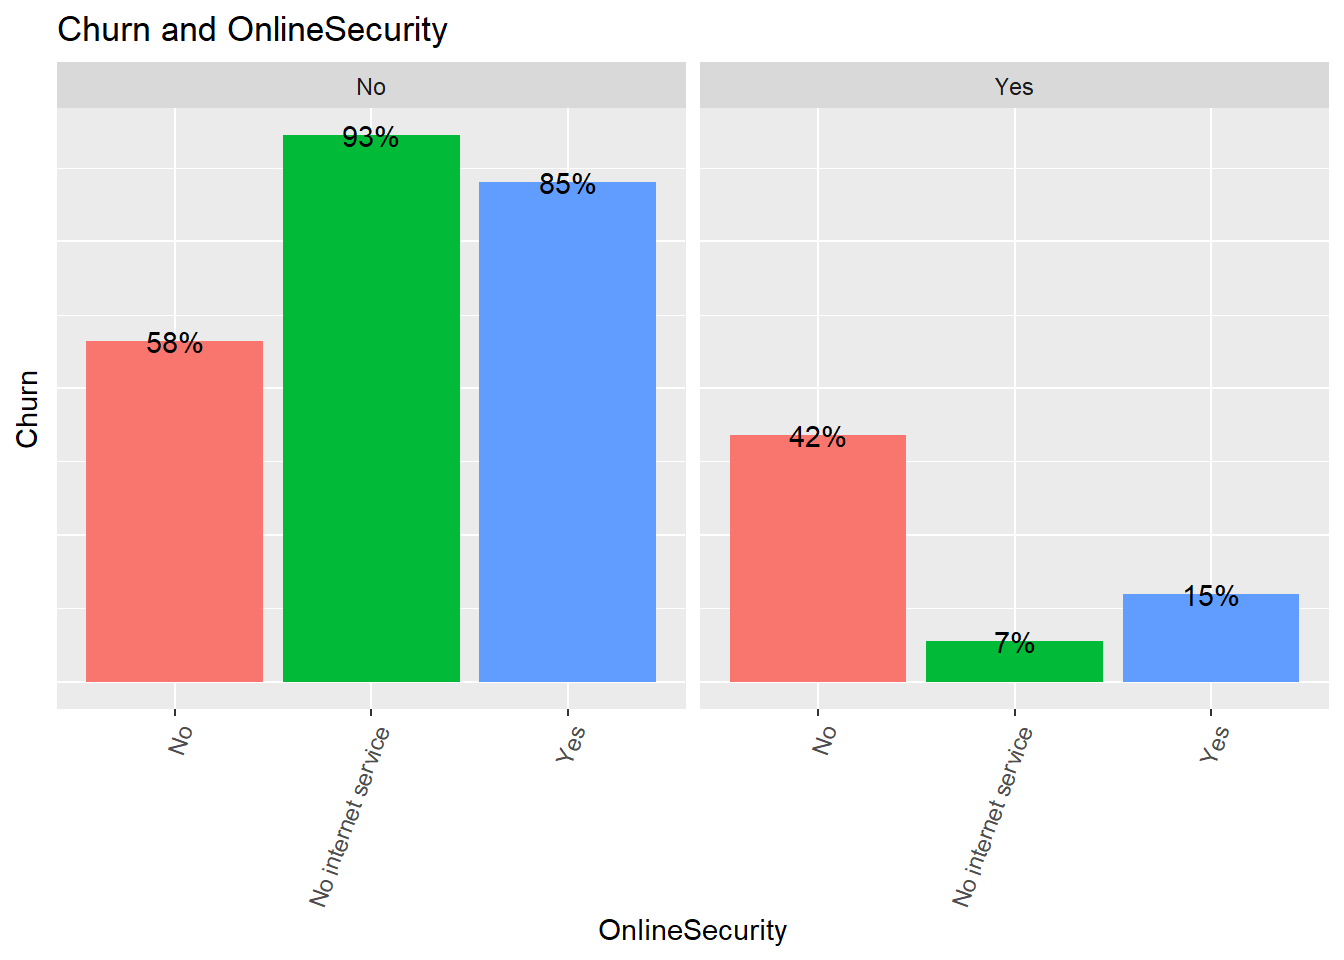 Churn and OnlineSecurity
No
Yes
93%
85%
58%
42%
15%
7%
Churn
No
No internet service
Yes
No
No internet service
Yes
OnlineSecurity